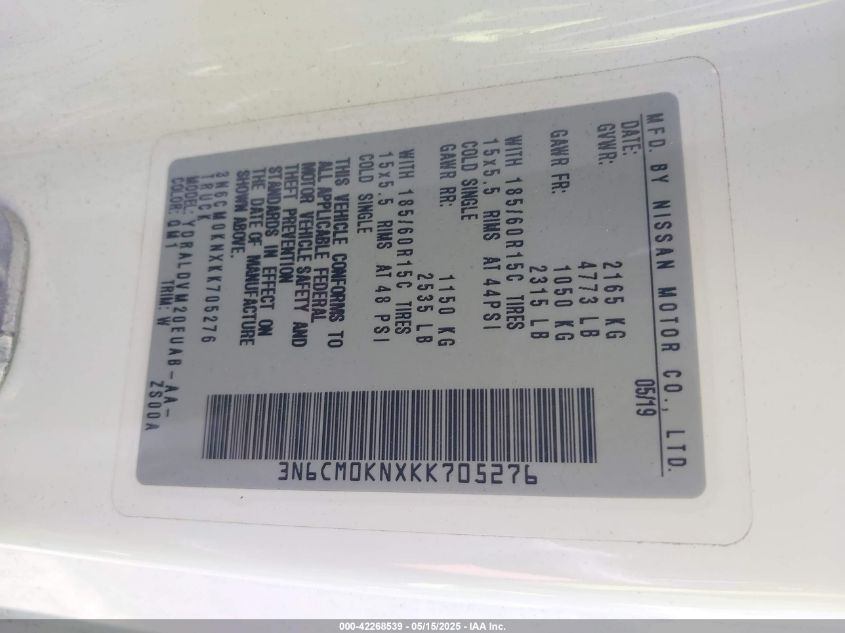 MFD. BY NISSAN MOTOR CO., LTD.
DATE: 05/19
GVWR: 2165 KG
4773 LB
GAWR FR: 1050 KG
2315 LB
WITH 185/60R15C TIRES
15x5.5 RIMS AT 44PSI
COLD SINGLE
GAWR RR: 1150 KG
2535 LB
WITH 185/60R15C TIRES
15x5.5 RIMS AT 48 PSI
COLD SINGLE
THIS VEHICLE CONFORMS TO
ALL APPLICABLE FEDERAL
MOTOR VEHICLE SAFETY AND
THEFT PREVENTION
STANDARDS IN EFFECT ON
THE DATE OF MANUFACTURE
SHOWN ABOVE.
3N6CM0KNXKK705276
TRUCK
MODEL: YDRALDVM20EUAB-AA-
ZS00A
COLOR: QM1 TRIM: W
3N6CM0KNXKK705276
000-42268539 - 05/15/2025 - IAA Inc.